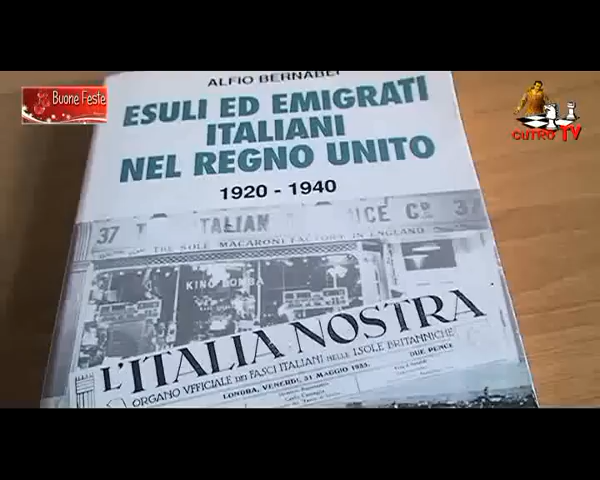 Buone Feste
CUTRO TV
ALFIO BERNABEI
ESULI ED EMIGRATI
ITALIANI
NEL REGNO UNITO
1920 - 1940
37 TALIAN CO 37
THE SOLE MACARONI FACTORY IN ENGLAND
KING BOMBA
L'ITALIA NOSTRA
ORGANO UFFICIALE DEI FASCI ITALIANI NELLE ISOLE BRITANNICHE
LONDRA, VENERDI, 31 MAGGIO 1935.
DUE PENCE